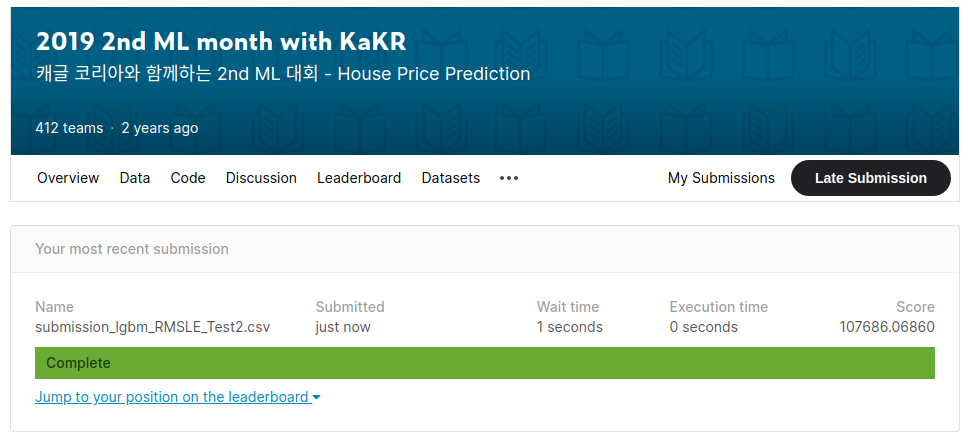 2019 2nd ML month with KaKR
캐글 코리아와 함께하는 2nd ML 대회 - House Price Prediction
412 teams · 2 years ago
Overview Data Code Discussion Leaderboard Datasets ••• My Submissions Late Submission
Your most recent submission
Name Submitted Wait time Execution time Score
submission_lgbm_RMSLE_Test2.csv just now 1 seconds 0 seconds 107686.06860
Complete
Jump to your position on the leaderboard